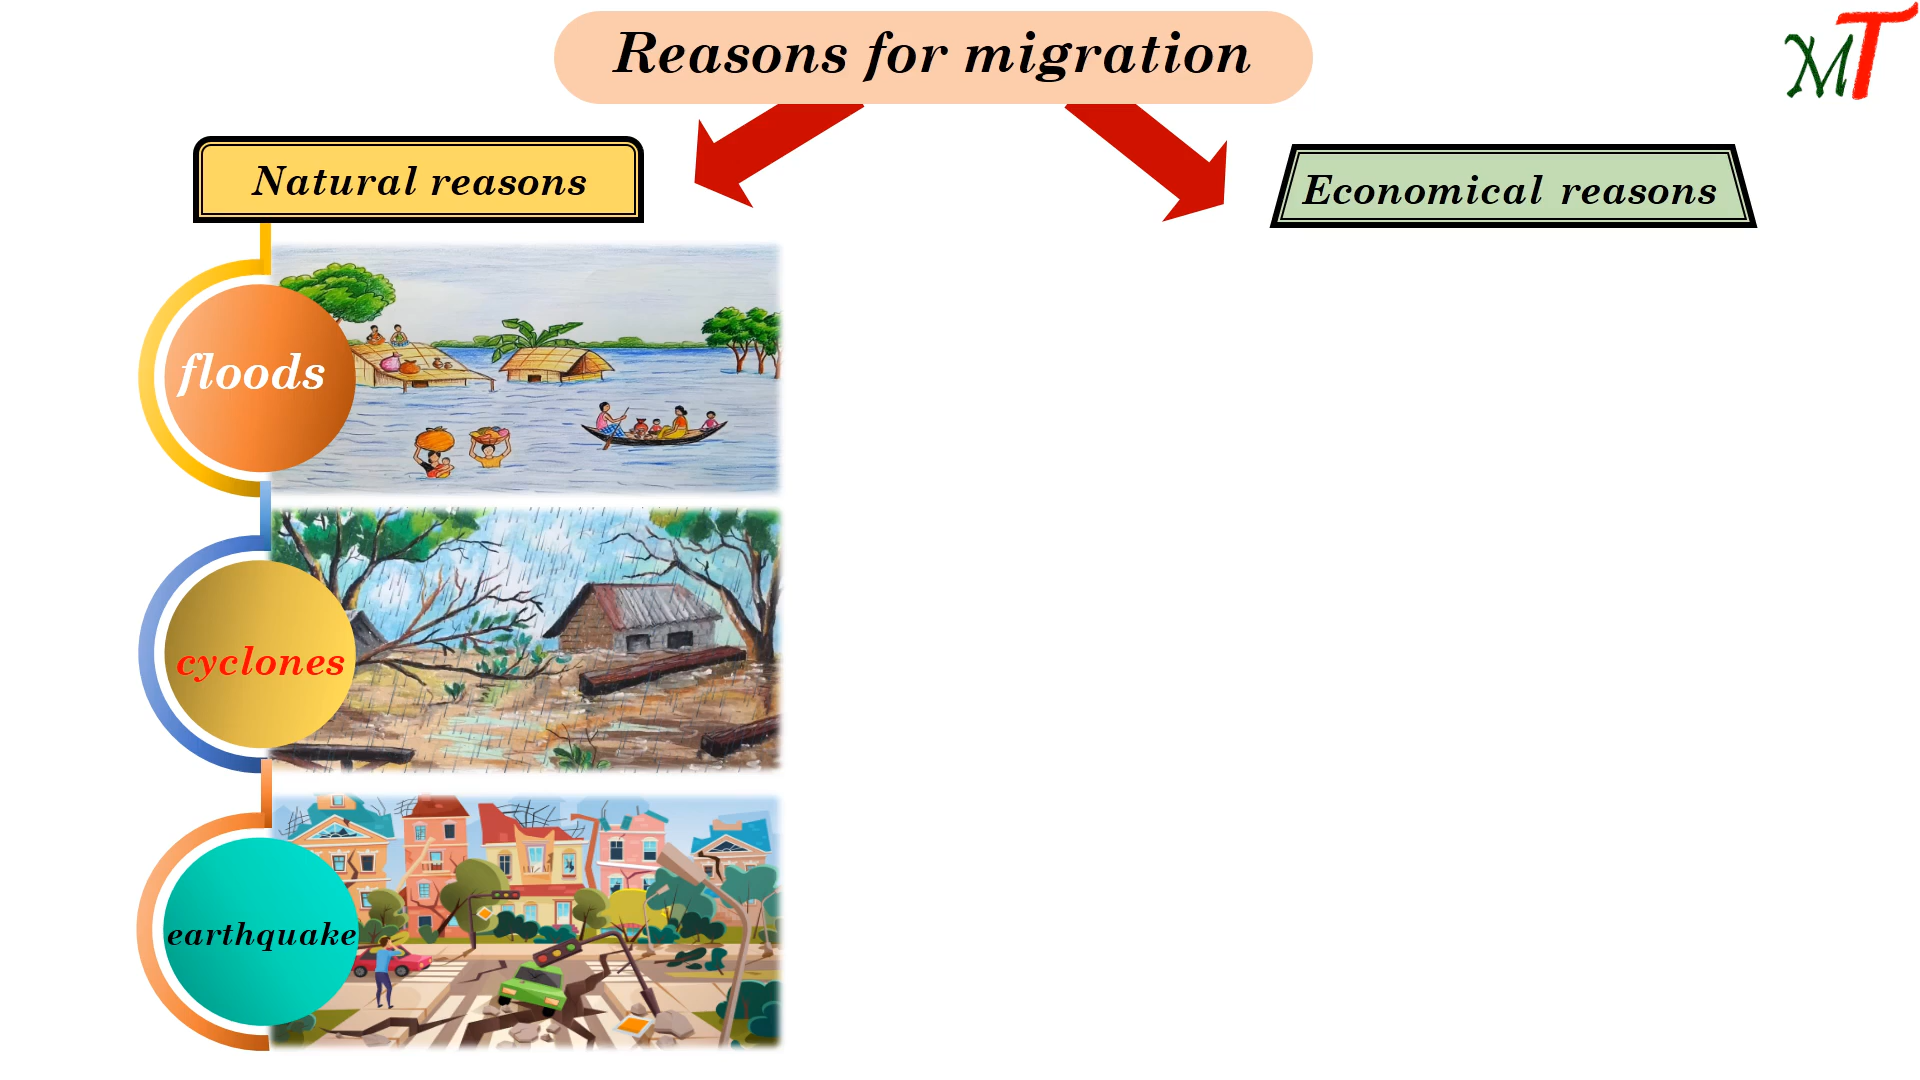 Reasons for migration
MT
Natural reasons
Economical reasons
floods
cyclones
earthquake